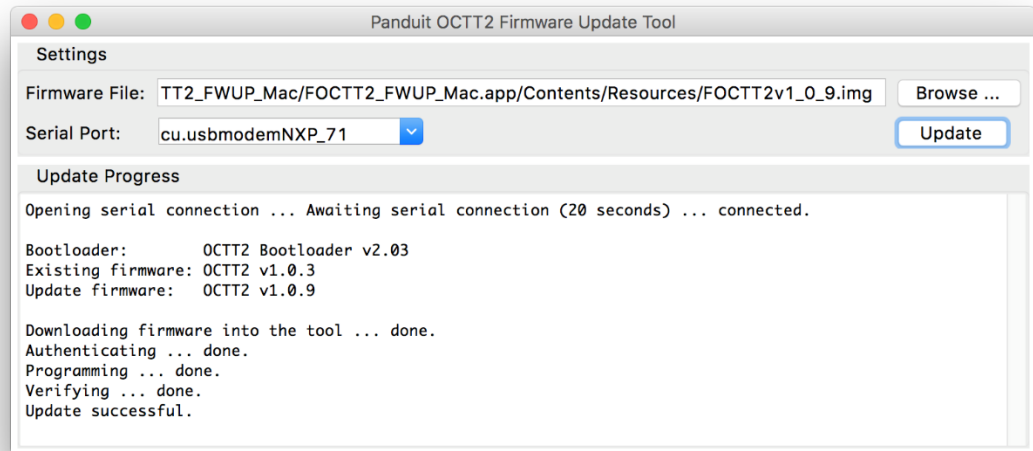 Panduit OCTT2 Firmware Update Tool
Settings
Firmware File: TT2_FWUP_Mac/FOCTT2_FWUP_Mac.app/Contents/Resources/FOCTT2v1_0_9.img Browse ...
Serial Port: cu.usbmodemNXP_71 Update
Update Progress
Opening serial connection ... Awaiting serial connection (20 seconds) ... connected.
Bootloader: OCTT2 Bootloader v2.03
Existing firmware: OCTT2 v1.0.3
Update firmware: OCTT2 v1.0.9
Downloading firmware into the tool ... done.
Authenticating ... done.
Programming ... done.
Verifying ... done.
Update successful.